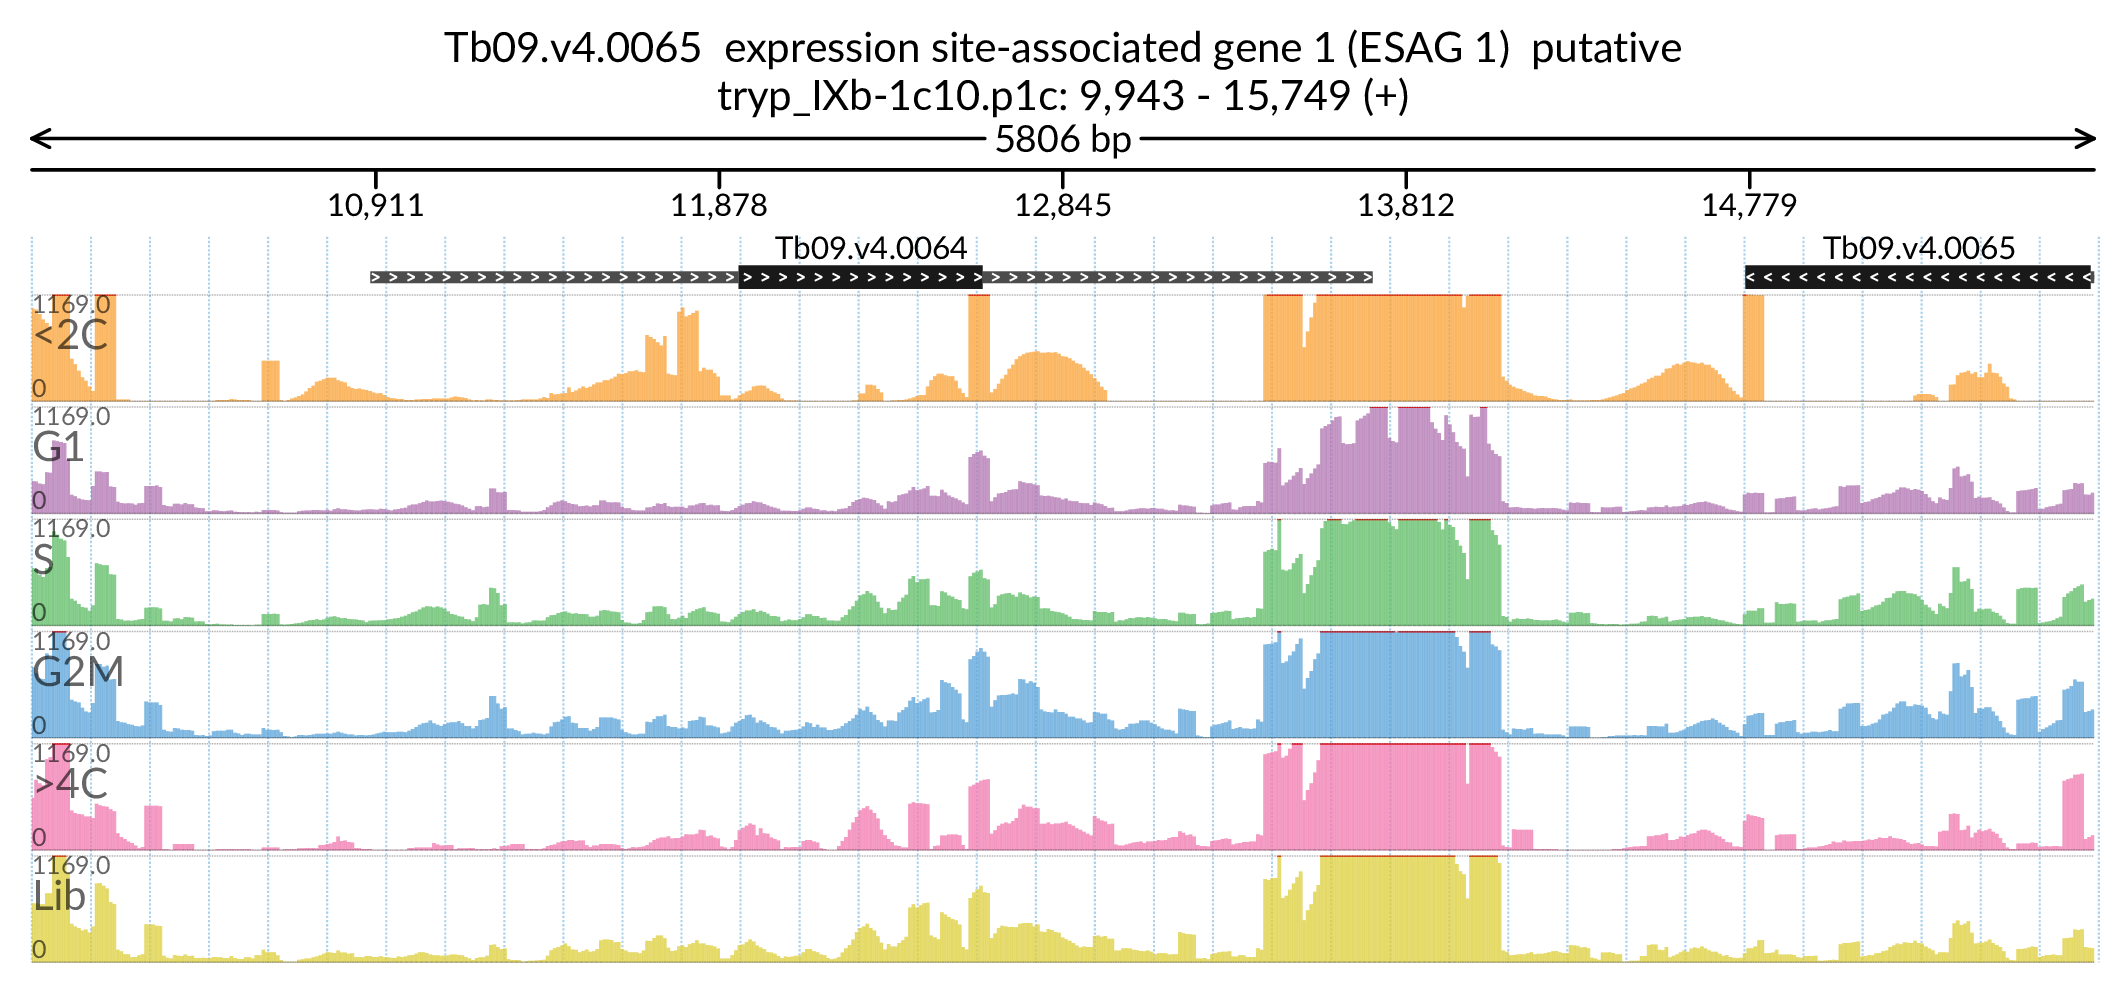 Tb09.v4.0065 expression site-associated gene 1 (ESAG 1) putative
tryp_IXb-1c10.p1c: 9,943 - 15,749 (+)
5806 bp
10,911 11,878 12,845 13,812 14,779
Tb09.v4.0064 Tb09.v4.0065
1169.0
<2C
0
1169.0
G1
0
1169.0
S
0
1169.0
G2M
0
1169.0
>4C
0
1169.0
Lib
0